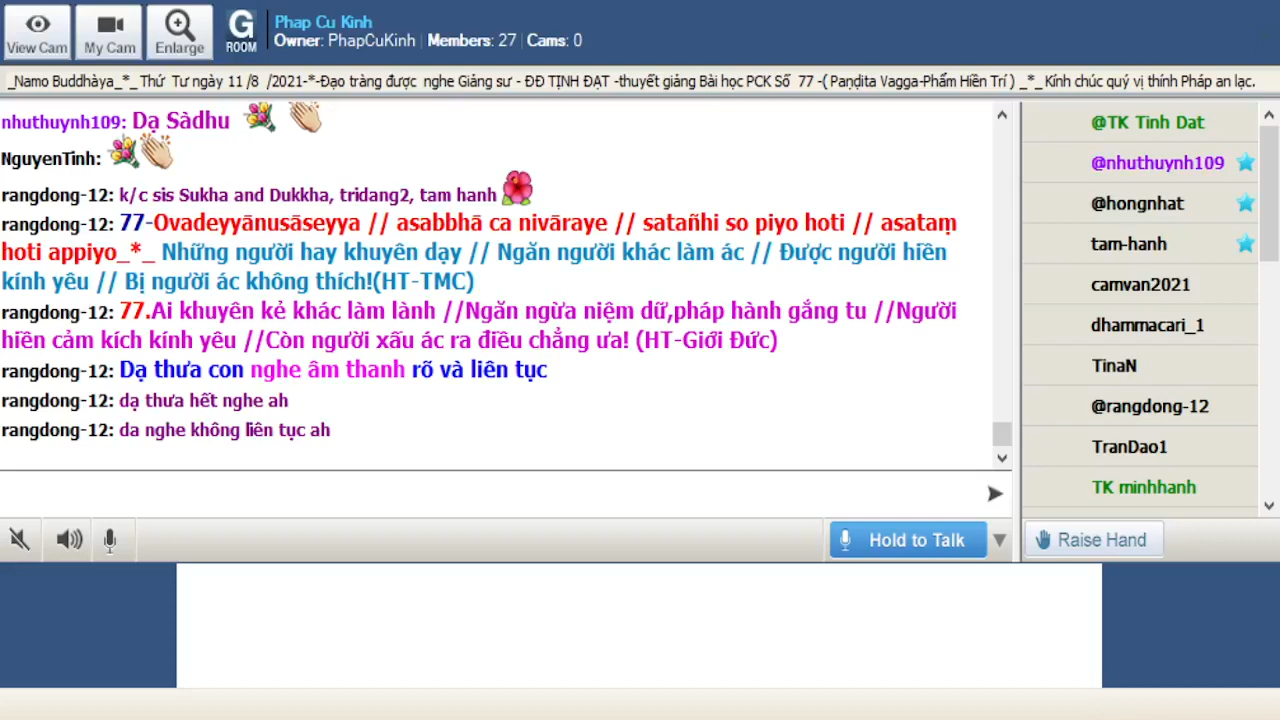 View Cam
My Cam
Enlarge
G
ROOM
Phap Cu Kinh
Owner: PhapCuKinh | Members: 27 | Cams: 0
_Namo Buddhàya_*_Thứ Tư ngày 11 /8 /2021-*-Đạo tràng được nghe Giảng sư - ĐĐ TỊNH ĐẠT -thuyết giảng Bài học PCK Số 77 -( Paṇḍita Vagga-Phẩm Hiền Trí ) _*_Kính chúc quý vị thính Pháp an lạc.
nhuthuynh109: Dạ Sàdhu
NguyenTinh:
rangdong-12: k/c sis Sukha and Dukkha, tridang2, tam hanh
rangdong-12: 77-Ovadeyyānusāseyya // asabbhā ca nivāraye // satañhi so piyo hoti // asataṃ
hoti appiyo_*_ Những người hay khuyên dạy // Ngăn người khác làm ác // Được người hiền
kính yêu // Bị người ác không thích!(HT-TMC)
rangdong-12: 77.Ai khuyên kẻ khác làm lành //Ngăn ngừa niệm dữ,pháp hành gắng tu //Người
hiền cảm kích kính yêu //Còn người xấu ác ra điều chẳng ưa! (HT-Giới Đức)
rangdong-12: Dạ thưa con nghe âm thanh rõ và liên tục
rangdong-12: dạ thưa hết nghe ah
rangdong-12: da nghe không liên tục ah
@TK Tinh Dat
@nhuthuynh109
@hongnhat
tam-hanh
camvan2021
dhammacari_1
TinaN
@rangdong-12
TranDao1
TK minhhanh
Hold to Talk
Raise Hand